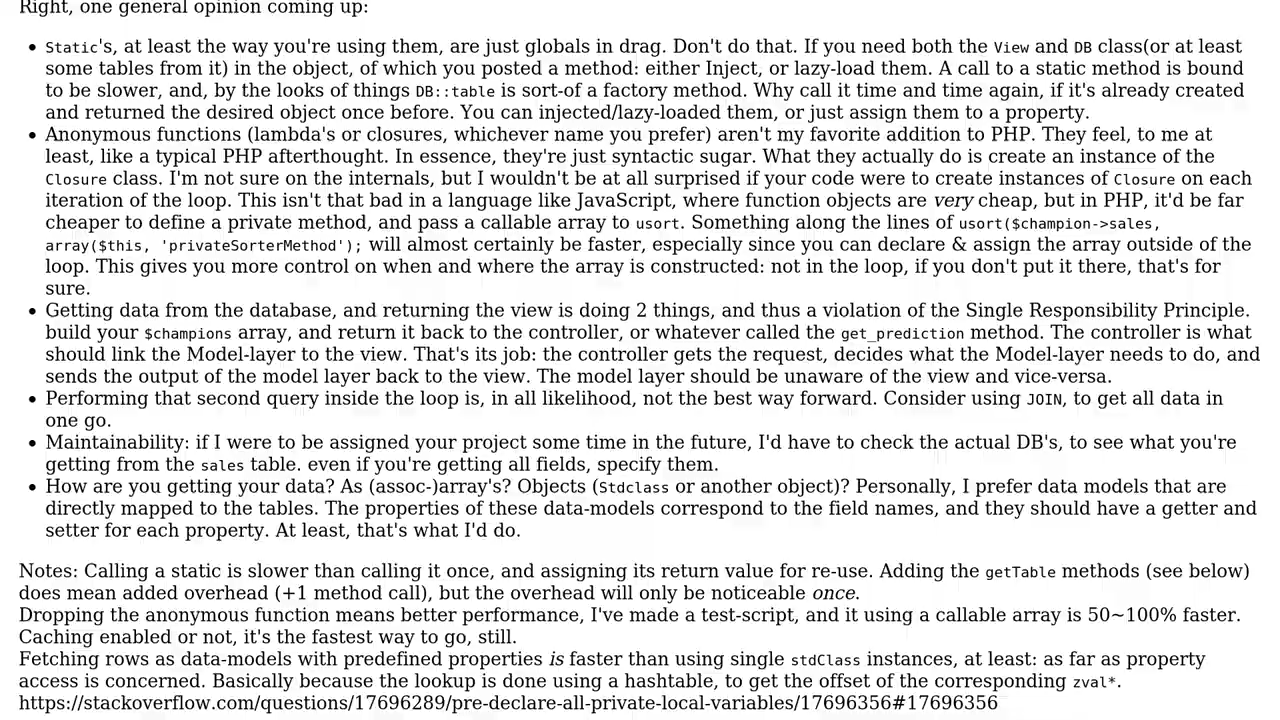 Right, one general opinion coming up:
• Static's, at least the way you're using them, are just globals in drag. Don't do that. If you need both the View and DB class(or at least
some tables from it) in the object, of which you posted a method: either Inject, or lazy-load them. A call to a static method is bound
to be slower, and, by the looks of things DB::table is sort-of a factory method. Why call it time and time again, if it's already created
and returned the desired object once before. You can injected/lazy-loaded them, or just assign them to a property.
• Anonymous functions (lambda's or closures, whichever name you prefer) aren't my favorite addition to PHP. They feel, to me at
least, like a typical PHP afterthought. In essence, they're just syntactic sugar. What they actually do is create an instance of the
Closure class. I'm not sure on the internals, but I wouldn't be at all surprised if your code were to create instances of Closure on each
iteration of the loop. This isn't that bad in a language like JavaScript, where function objects are very cheap, but in PHP, it'd be far
cheaper to define a private method, and pass a callable array to usort. Something along the lines of usort($champion->sales,
array($this, 'privateSorterMethod'); will almost certainly be faster, especially since you can declare & assign the array outside of the
loop. This gives you more control on when and where the array is constructed: not in the loop, if you don't put it there, that's for
sure.
• Getting data from the database, and returning the view is doing 2 things, and thus a violation of the Single Responsibility Principle.
build your $champions array, and return it back to the controller, or whatever called the get_prediction method. The controller is what
should link the Model-layer to the view. That's its job: the controller gets the request, decides what the Model-layer needs to do, and
sends the output of the model layer back to the view. The model layer should be unaware of the view and vice-versa.
• Performing that second query inside the loop is, in all likelihood, not the best way forward. Consider using JOIN, to get all data in
one go.
• Maintainability: if I were to be assigned your project some time in the future, I'd have to check the actual DB's, to see what you're
getting from the sales table. even if you're getting all fields, specify them.
• How are you getting your data? As (assoc-)array's? Objects (Stdclass or another object)? Personally, I prefer data models that are
directly mapped to the tables. The properties of these data-models correspond to the field names, and they should have a getter and
setter for each property. At least, that's what I'd do.
Notes: Calling a static is slower than calling it once, and assigning its return value for re-use. Adding the getTable methods (see below)
does mean added overhead (+1 method call), but the overhead will only be noticeable once.
Dropping the anonymous function means better performance, I've made a test-script, and it using a callable array is 50~100% faster.
Caching enabled or not, it's the fastest way to go, still.
Fetching rows as data-models with predefined properties is faster than using single stdClass instances, at least: as far as property
access is concerned. Basically because the lookup is done using a hashtable, to get the offset of the corresponding zval*.
https://stackoverflow.com/questions/17696289/pre-declare-all-private-local-variables/17696356#17696356